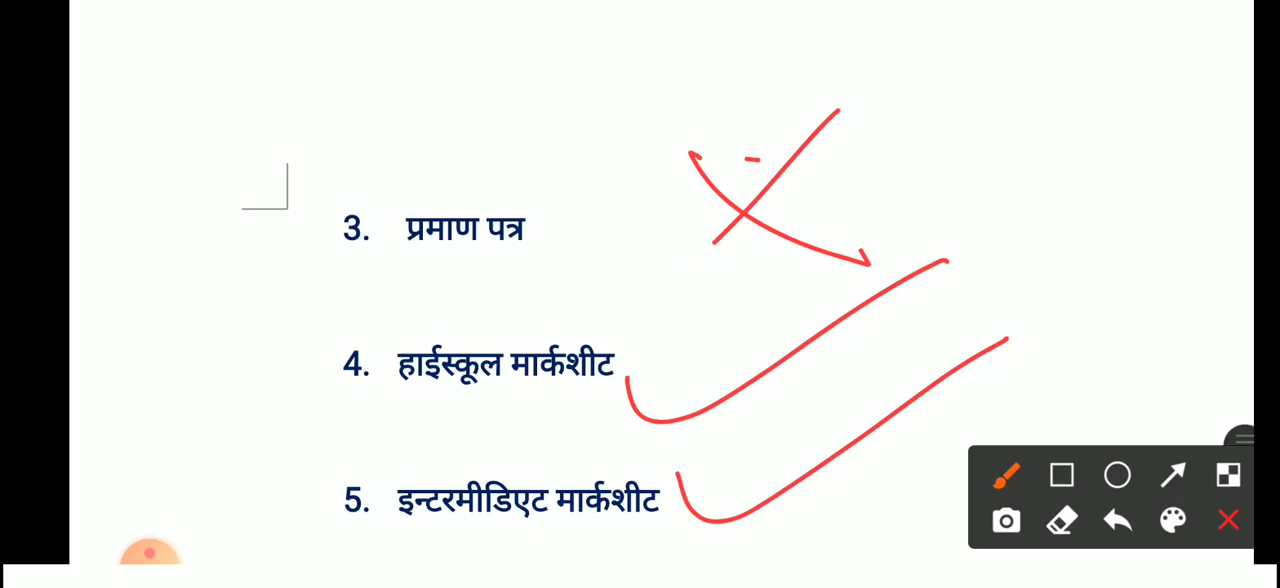 3. प्रमाण पत्र
4. हाईस्कूल मार्कशीट
5. इन्टरमीडिएट मार्कशीट